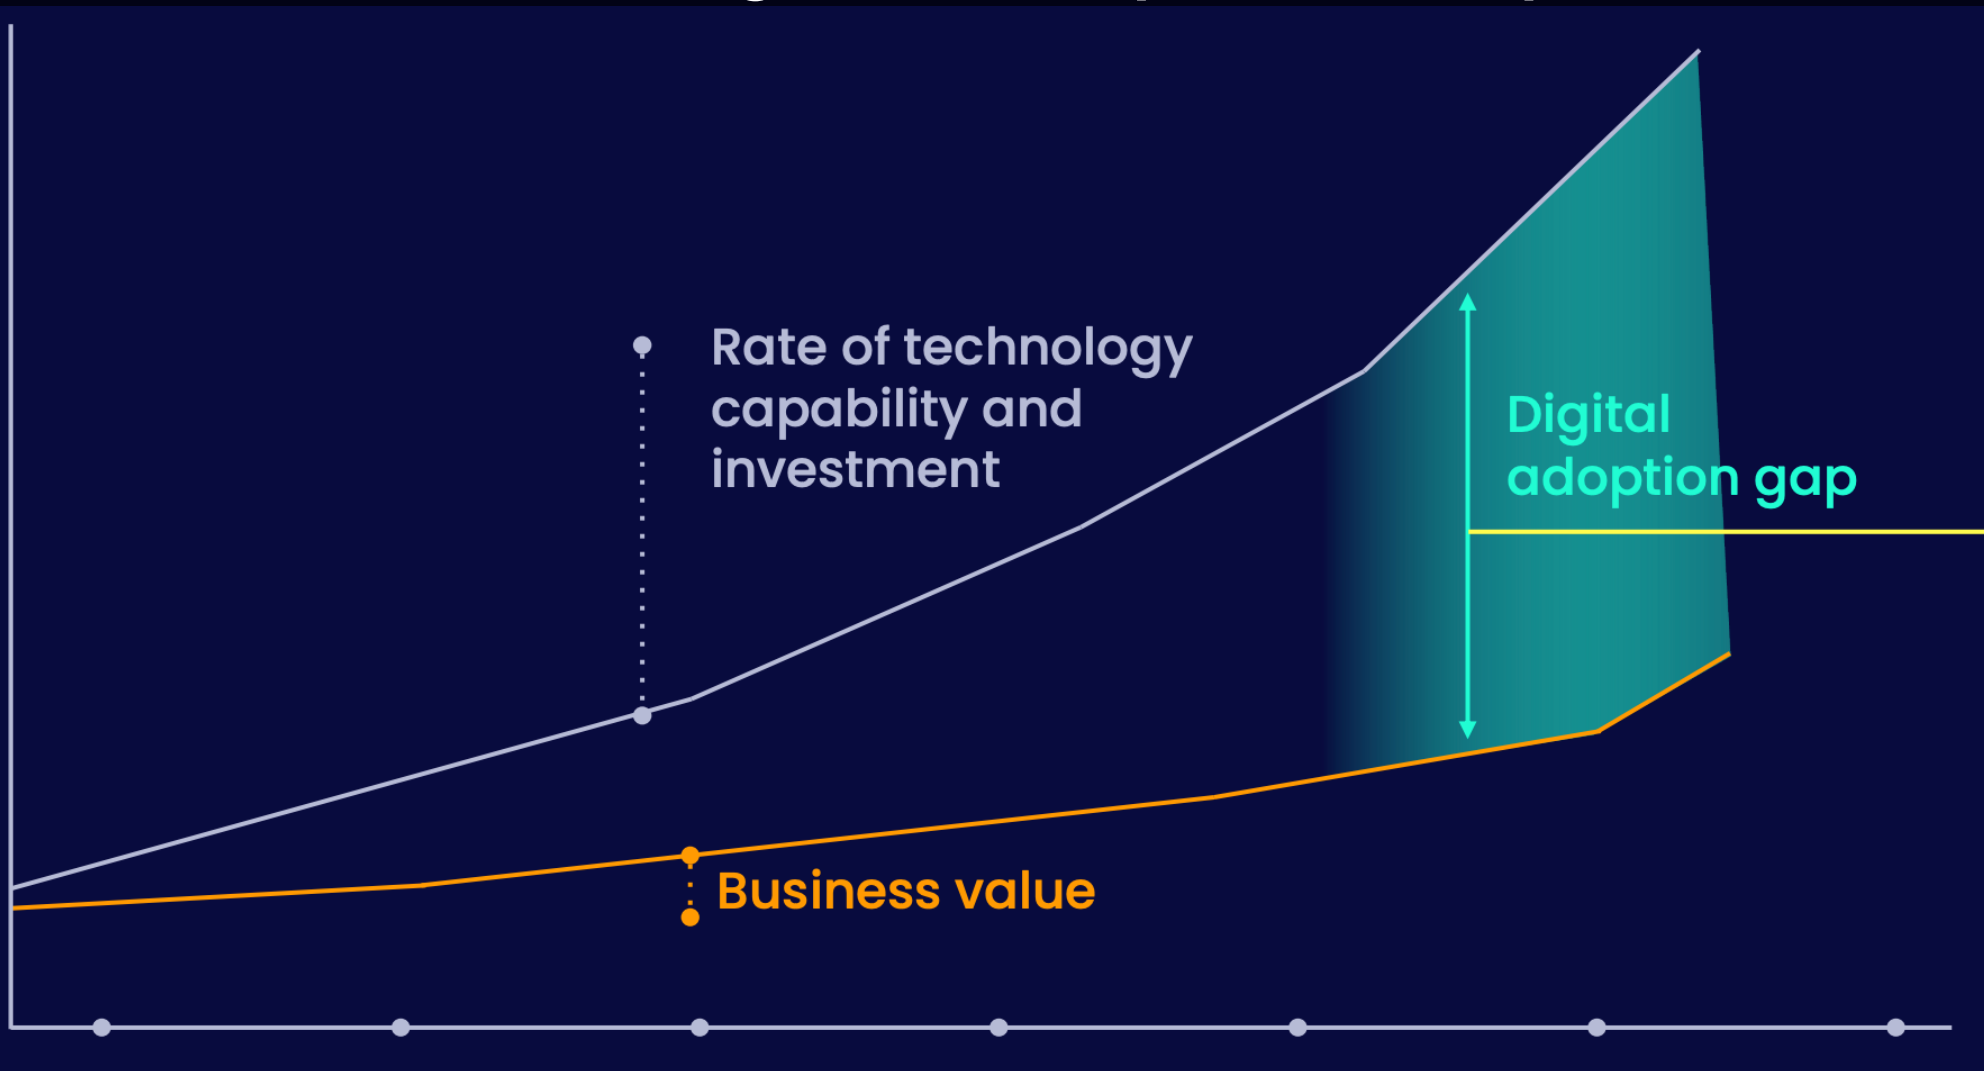 Rate of technology
capability and
investment
Digital
adoption gap
Business value